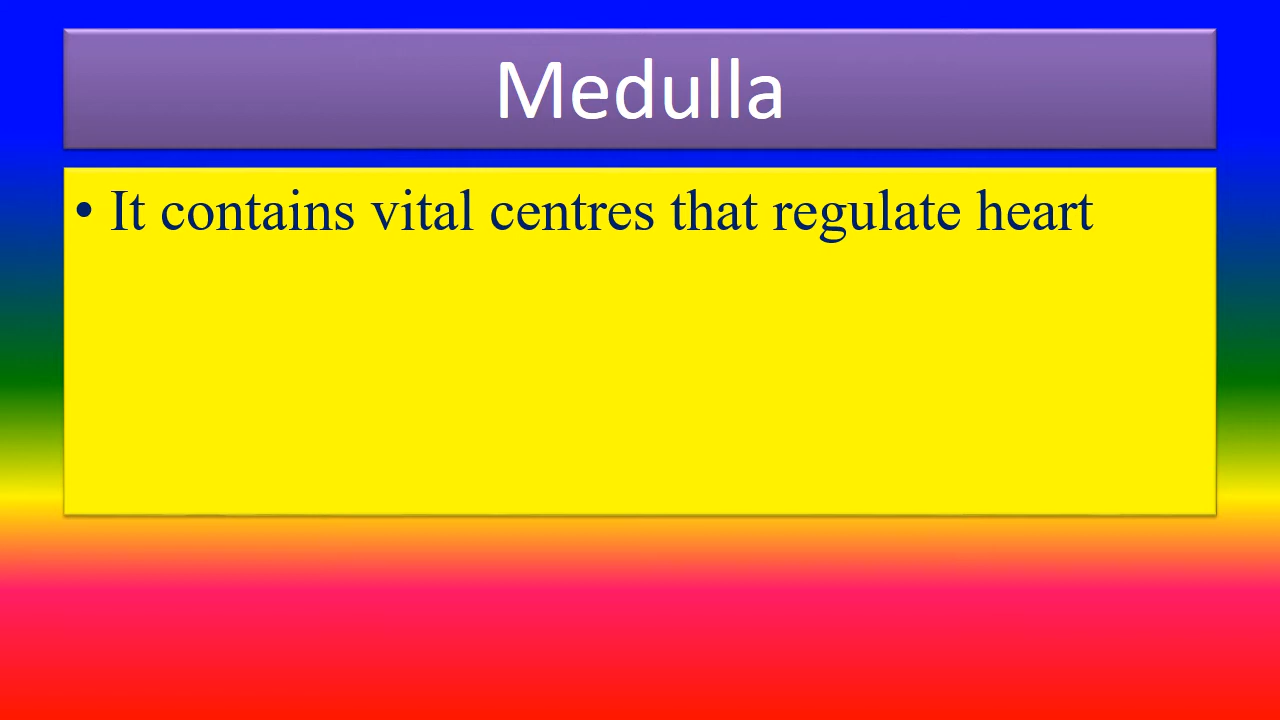 Medulla
• It contains vital centres that regulate heart